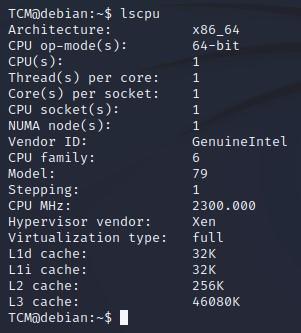 TCM@debian:~$ lscpu
Architecture: x86_64
CPU op-mode(s): 64-bit
CPU(s): 1
Thread(s) per core: 1
Core(s) per socket: 1
CPU socket(s): 1
NUMA node(s): 1
Vendor ID: GenuineIntel
CPU family: 6
Model: 79
Stepping: 1
CPU MHz: 2300.000
Hypervisor vendor: Xen
Virtualization type: full
L1d cache: 32K
L1i cache: 32K
L2 cache: 256K
L3 cache: 46080K
TCM@debian:~$